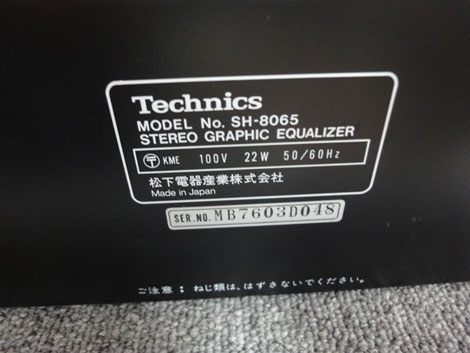 Technics
MODEL No. SH-8065
STEREO GRAPHIC EQUALIZER
〒 KME 100V 22W 50/60Hz
松下電器産業株式会社
Made in Japan
SER.NO. MB7603D048
ご注意：ねじ類は、はずさないでください。